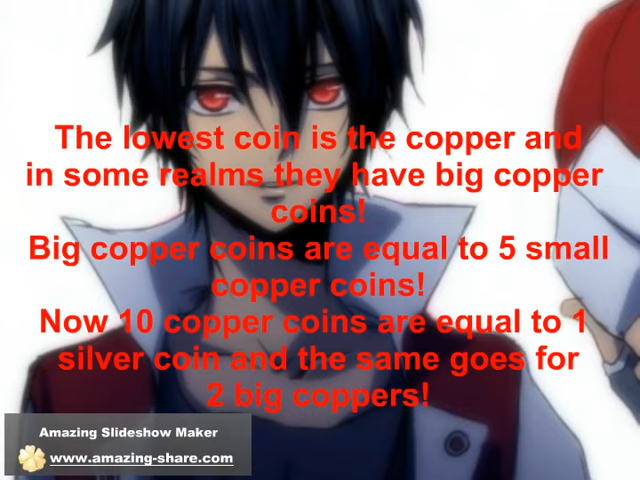 The lowest coin is the copper and
in some realms they have big copper
coins!
Big copper coins are equal to 5 small
copper coins!
Now 10 copper coins are equal to 1
silver coin and the same goes for
2 big coppers!
Amazing Slideshow Maker
www.amazing-share.com